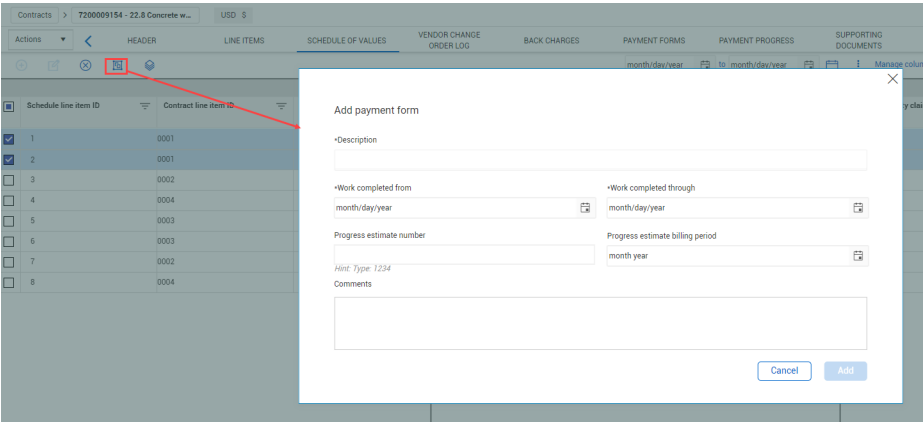 Contracts > 7200009154 - 22.8 Concrete w... USD $
Actions HEADER LINE ITEMS SCHEDULE OF VALUES VENDOR CHANGE ORDER LOG BACK CHARGES PAYMENT FORMS PAYMENT PROGRESS SUPPORTING DOCUMENTS
month/day/year to month/day/year Manage colun
Schedule line item ID Contract line item ID y clai
1 0001
2 0001
3 0002
4 0004
5 0003
6 0003
7 0002
8 0004
Add payment form
*Description
*Work completed from *Work completed through
month/day/year month/day/year
Progress estimate number Progress estimate billing period
month year
Hint: Type: 1234
Comments
Cancel Add